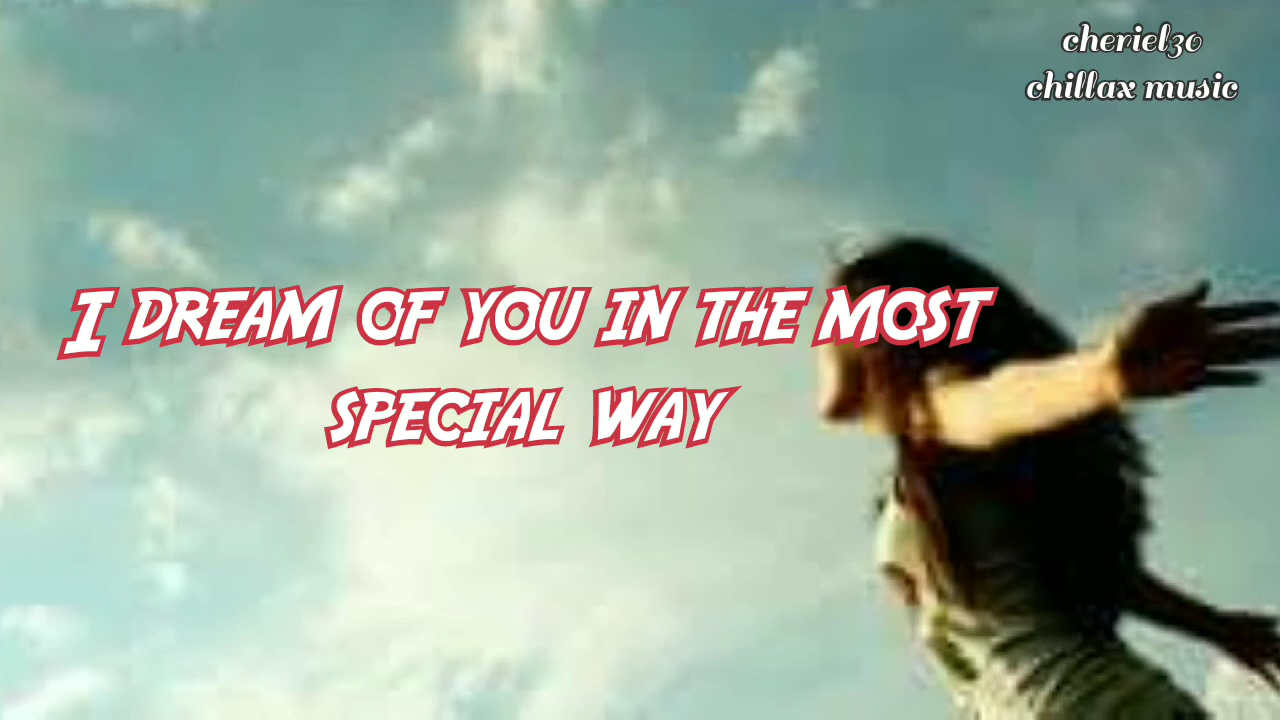 cheriel30
chillax music
I DREAM OF YOU IN THE MOST
SPECIAL WAY